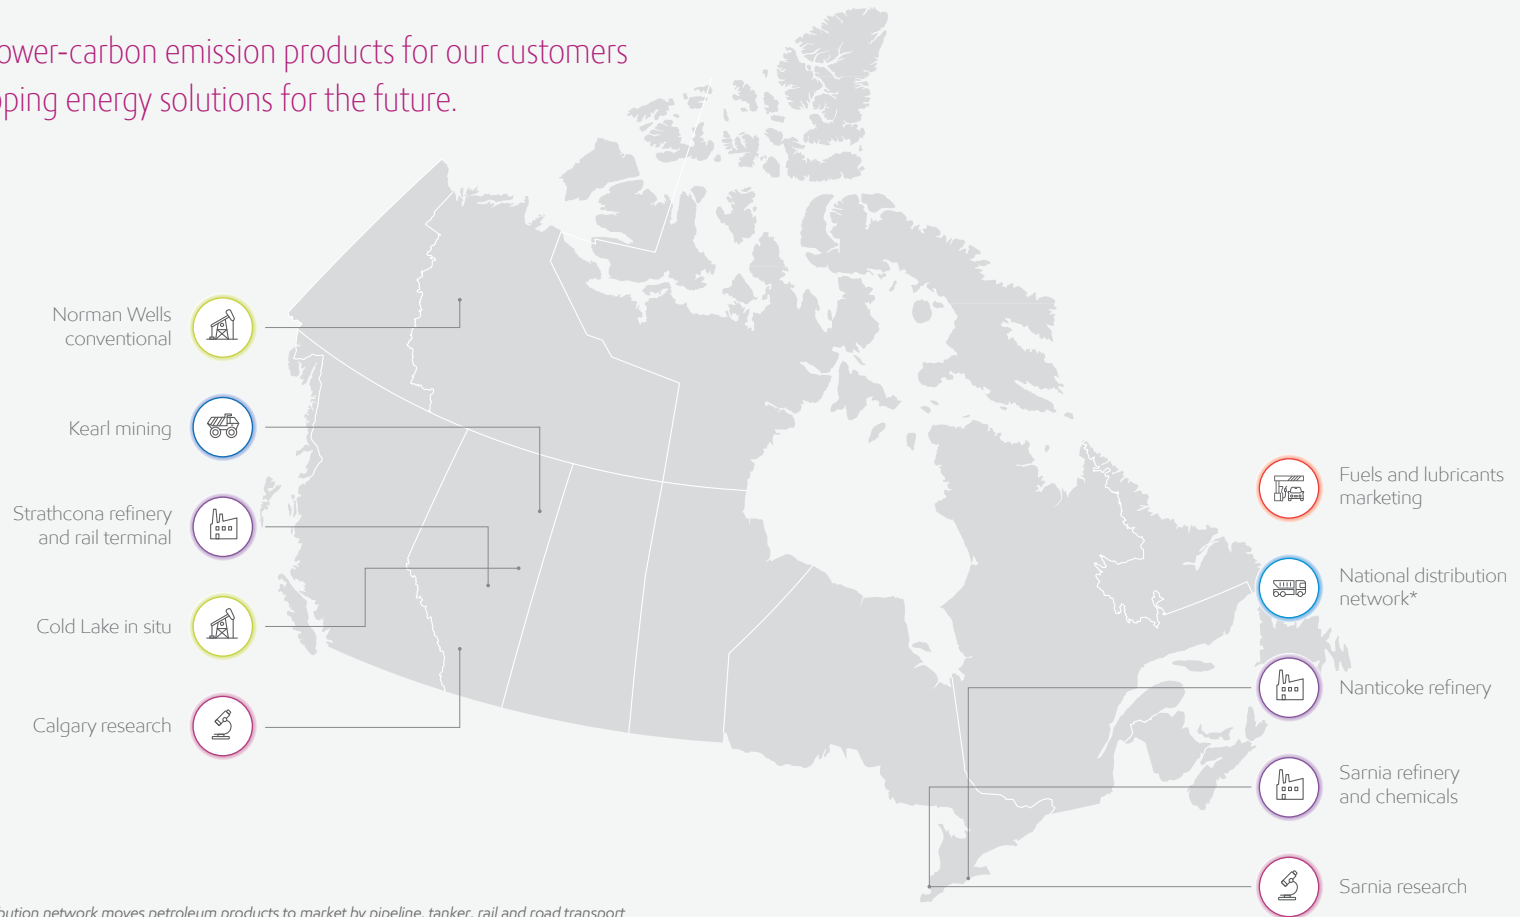 ower-carbon emission products for our customers
ping energy solutions for the future.
Norman Wells
conventional
Kearl mining
Strathcona refinery
and rail terminal
Cold Lake in situ
Calgary research
Fuels and lubricants
marketing
National distribution
network*
Nanticoke refinery
Sarnia refinery
and chemicals
Sarnia research
bution network moves petroleum products to market by pipeline, tanker, rail and road transport